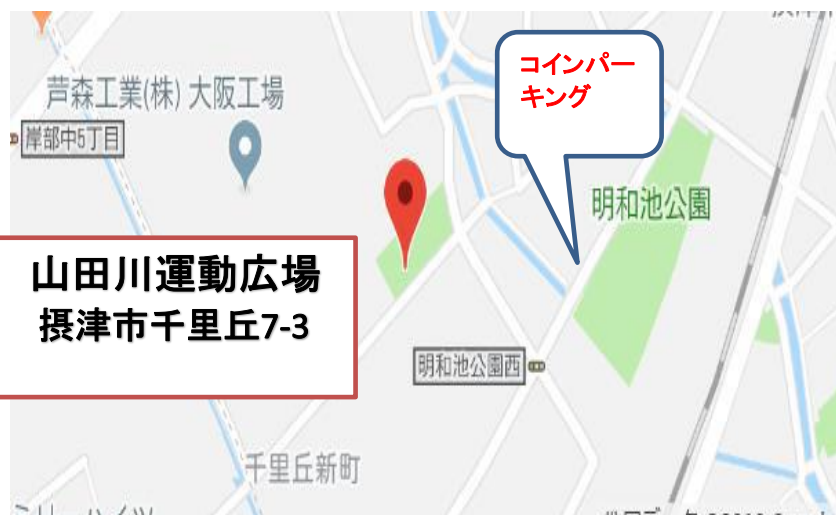 コインパー
キング
芦森工業(株) 大阪工場
岸部中5丁目
明和池公園
山田川運動広場
摂津市千里丘7-3
明和池公園西
千里丘新町